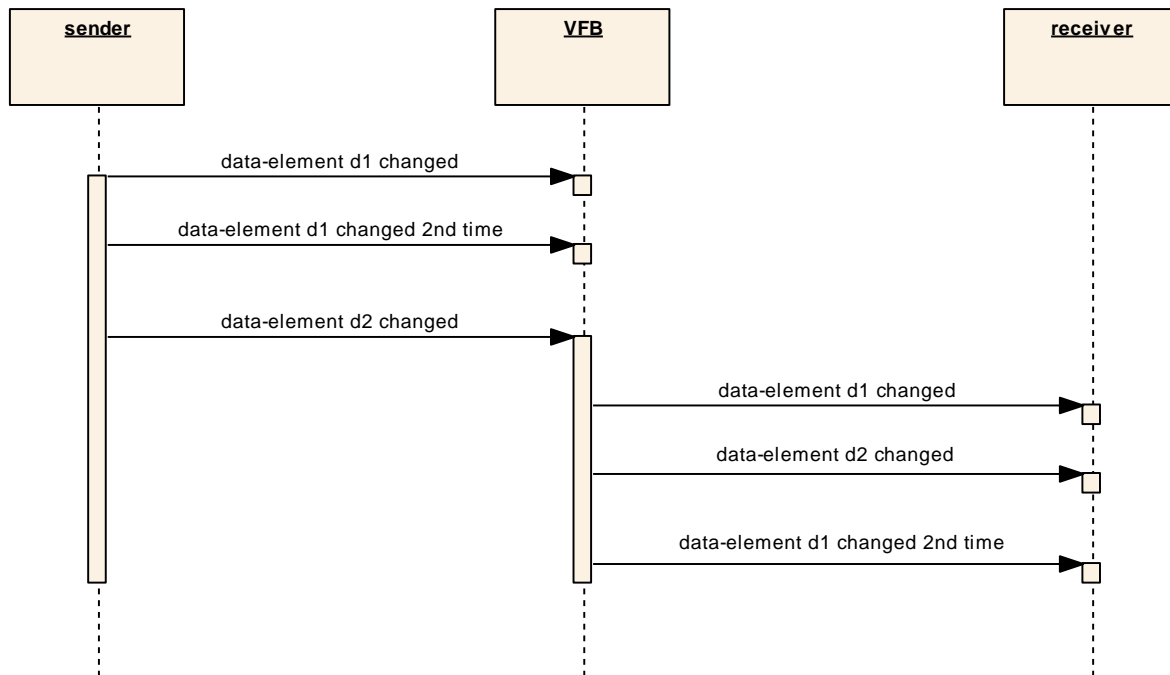 sender
VFB
receiver
data-element d1 changed
data-element d1 changed 2nd time
data-element d2 changed
data-element d1 changed
data-element d2 changed
data-element d1 changed 2nd time